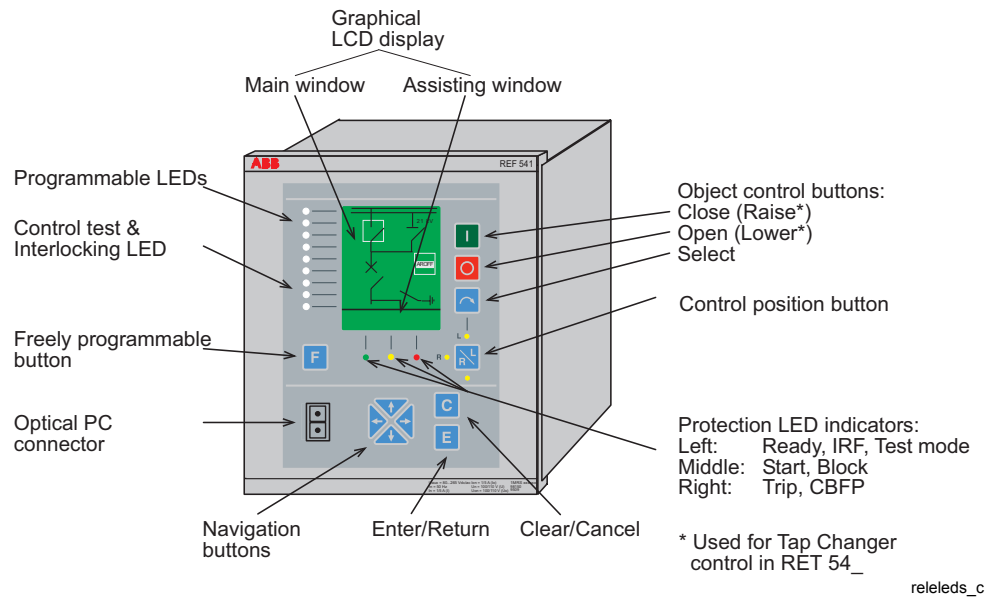 Graphical
LCD display
Main window
Assisting window
ABB
REF 541
Programmable LEDs
Control test &
Interlocking LED
Freely programmable
button
Optical PC
connector
I
O
AROFF
L
R
R L
F
C
E
Object control buttons:
Close (Raise*)
Open (Lower*)
Select
Control position button
Protection LED indicators:
Left: Ready, IRF, Test mode
Middle: Start, Block
Right: Trip, CBFP
Navigation
buttons
Enter/Return
Clear/Cancel
* Used for Tap Changer
control in RET 54_
releleds_c